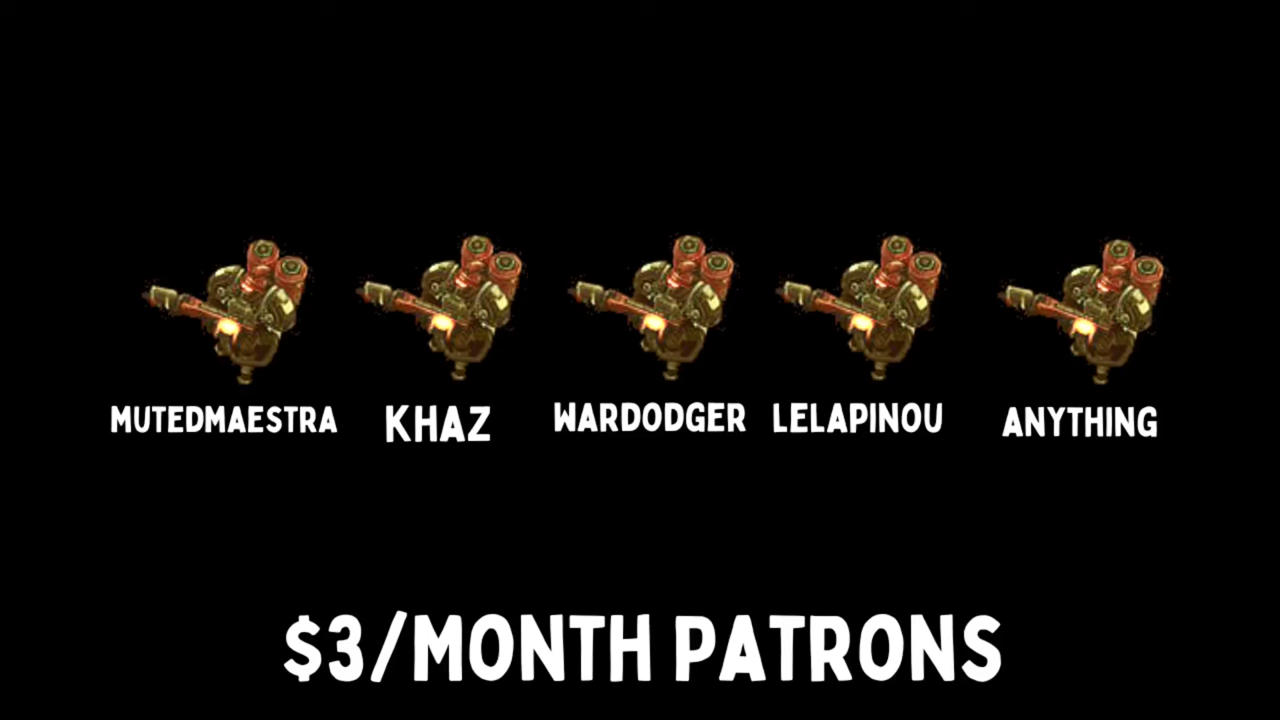 MUTEDMAESTRA KHAZ WARDODGER LELAPINOU ANYTHING
$3/MONTH PATRONS